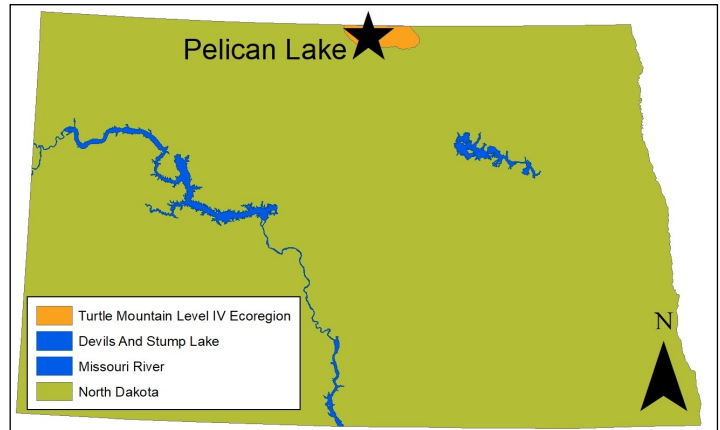 Pelican Lake
Turtle Mountain Level IV Ecoregion
Devils And Stump Lake
Missouri River
North Dakota
N